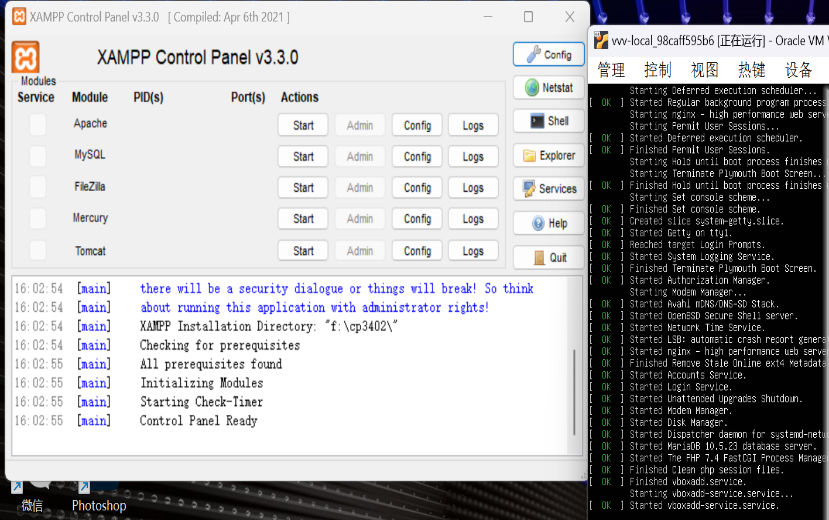 XAMPP Control Panel v3.3.0 [ Compiled: Apr 6th 2021 ]
XAMPP Control Panel v3.3.0
Modules
Service Module PID(s) Port(s) Actions
Apache Start Admin Config Logs
MySQL Start Admin Config Logs
FileZilla Start Admin Config Logs
Mercury Start Admin Config Logs
Tomcat Start Admin Config Logs
Config
Netstat
Shell
Explorer
Services
Help
Quit
16:02:54 [main] there will be a security dialogue or things will break! So think
16:02:54 [main] about running this application with administrator rights!
16:02:54 [main] XAMPP Installation Directory: "f:\cp3402\"
16:02:54 [main] Checking for prerequisites
16:02:55 [main] All prerequisites found
16:02:55 [main] Initializing Modules
16:02:55 [main] Starting Check-Timer
16:02:55 [main] Control Panel Ready
微信
Photoshop
vvv-local_98caff595b6 [正在运行] - Oracle VM
管理 控制 视图 热键 设备
Starting Deferred execution scheduler...
[ OK ] Started Regular background program process
Starting nginx - high performance web serv
Starting Permit User Sessions...
[ OK ] Started Deferred execution scheduler.
[ OK ] Finished Permit User Sessions.
Starting Hold until boot process finishes
Starting Terminate Plymouth Boot Screen...
[ OK ] Finished Hold until boot process finishes
Starting Set console scheme...
[ OK ] Finished Set console scheme.
[ OK ] Created slice system-getty.slice.
[ OK ] Started Getty on tty1.
[ OK ] Reached target Login Prompts.
[ OK ] Started System Logging Service.
[ OK ] Finished Terminate Plymouth Boot Screen.
[ OK ] Started Authorization Manager.
Starting Modem Manager...
[ OK ] Started Avahi mDNS/DNS-SD Stack.
[ OK ] Started OpenBSD Secure Shell server.
[ OK ] Started Network Time Service.
[ OK ] Started LSB: automatic crash report genera
[ OK ] Started nginx - high performance web serve
[ OK ] Finished Remove Stale Online ext4 Metadata
[ OK ] Started Accounts Service.
[ OK ] Started Login Service.
[ OK ] Started Unattended Upgrades Shutdown.
[ OK ] Started Modem Manager.
[ OK ] Started Disk Manager.
[ OK ] Started Dispatcher daemon for systemd-netw
[ OK ] Started MariaDB 10.5.23 database server.
[ OK ] Started The PHP 7.4 FastCGI Process Manage
[ OK ] Finished Clean php session files.
[ OK ] Finished vboxadd.service.
Starting vboxadd-service.service...
[ OK ] Started vboxadd-service.service.